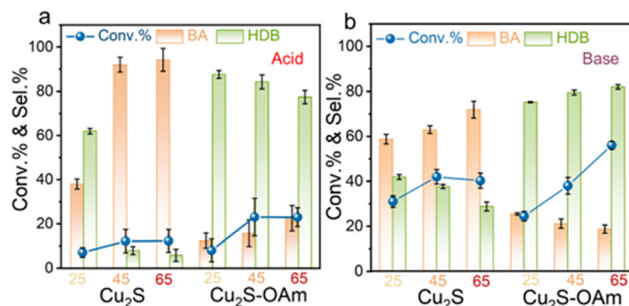 a
Conv.% BA HDB
Acid
Conv.% & Sel.%
100
80
60
40
20
0
25 45 65 25 45 65
Cu₂S Cu₂S-OAm
b
Conv.% BA HDB
Base
Conv.% & Sel.%
100
80
60
40
20
0
25 45 65 25 45 65
Cu₂S Cu₂S-OAm